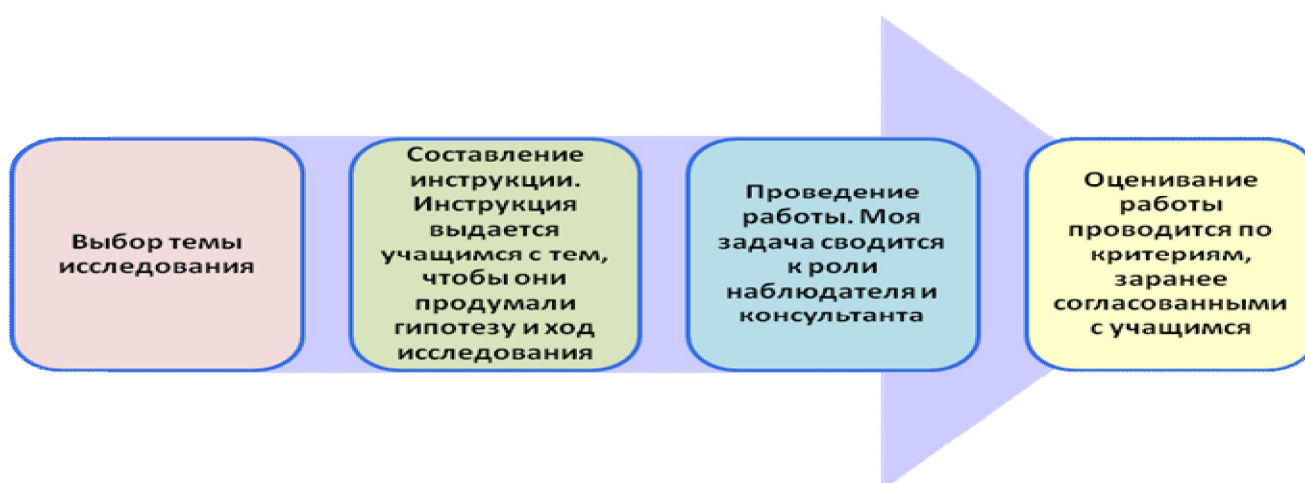 Выбор темы
исследования
Составление
инструкции.
Инструкция
выдается
учащимся с тем,
чтобы они
продумали
гипотезу и ход
исследования
Проведение
работы. Моя
задача сводится
к роли
наблюдателя и
консультанта
Оценивание
работы
проводится по
критериям,
заранее
согласованными
с учащимся